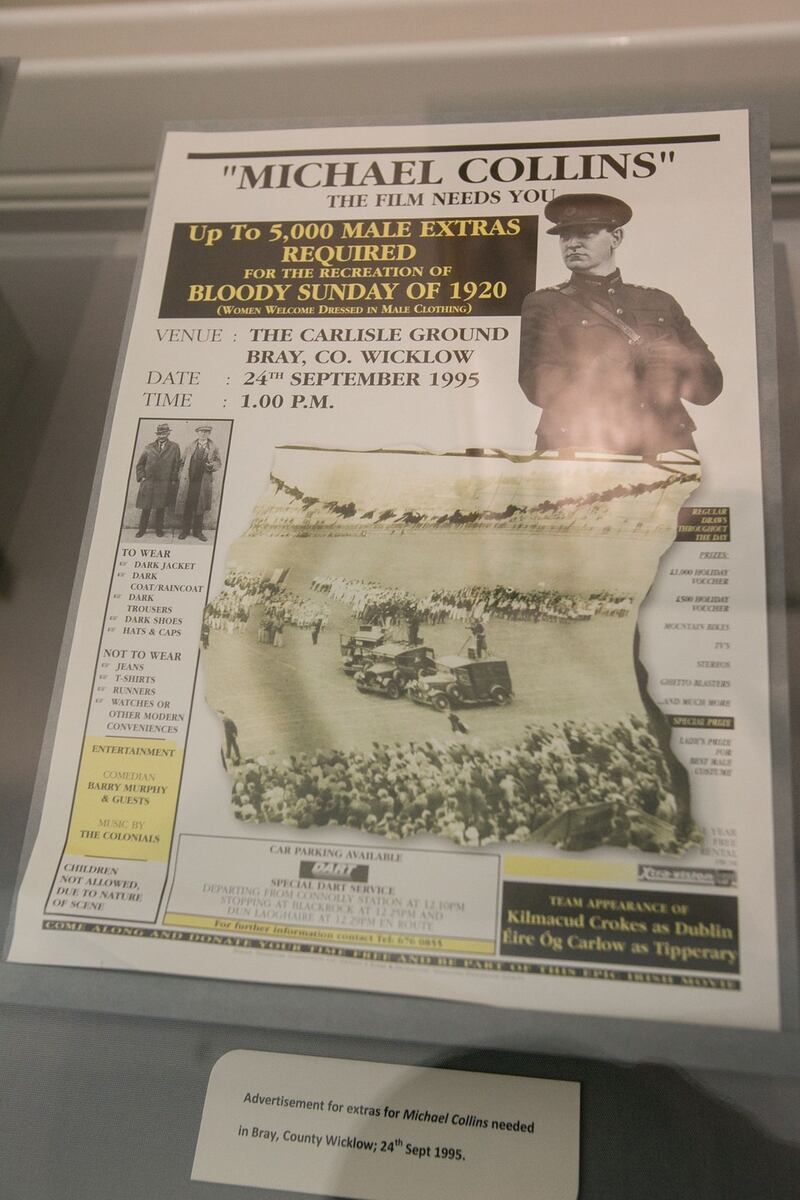 "MICHAEL COLLINS"
THE FILM NEEDS YOU
Up To 5,000 MALE EXTRAS
REQUIRED
FOR THE RECREATION OF
BLOODY SUNDAY OF 1920
(WOMEN WELCOME DRESSED IN MALE CLOTHING)
VENUE : THE CARLISLE GROUND
BRAY, CO. WICKLOW
DATE : 24TH SEPTEMBER 1995
TIME : 1.00 P.M.
TO WEAR
DARK JACKET
DARK
COAT/RAINCOAT
DARK
TROUSERS
DARK SHOES
HATS & CAPS
NOT TO WEAR
JEANS
T-SHIRTS
RUNNERS
WATCHES OR
OTHER MODERN
CONVENIENCES
ENTERTAINMENT
COMEDIAN
BARRY MURPHY
& GUESTS
MUSIC BY
THE COLONIALS
CHILDREN
NOT ALLOWED,
DUE TO NATURE
OF SCENE
REGULAR
DRAWS
THROUGHOUT
THE DAY
PRIZES:
£1,000 HOLIDAY
VOUCHER
£500 HOLIDAY
VOUCHER
MOUNTAIN BIKES
TV'S
STEREOS
GHETTO BLASTERS
...AND MUCH MORE
SPECIAL PRIZE
LADY'S PRIZE
FOR
BEST MALE
COSTUME
1 YEAR
FREE
RENTAL
Xtra-vision
CAR PARKING AVAILABLE
DART
SPECIAL DART SERVICE
DEPARTING FROM CONNOLLY STATION AT 12.10PM
STOPPING AT BLACKROCK AT 12.25PM AND
DUN LAOGHAIRE AT 12.29PM EN ROUTE
For further information contact Tel: 676 0855
TEAM APPEARANCE OF
Kilmacud Crokes as Dublin
Éire Óg Carlow as Tipperary
COME ALONG AND DONATE YOUR TIME FREE AND BE PART OF THIS EPIC IRISH MOVIE
Advertisement for extras for Michael Collins needed
in Bray, County Wicklow; 24th Sept 1995.